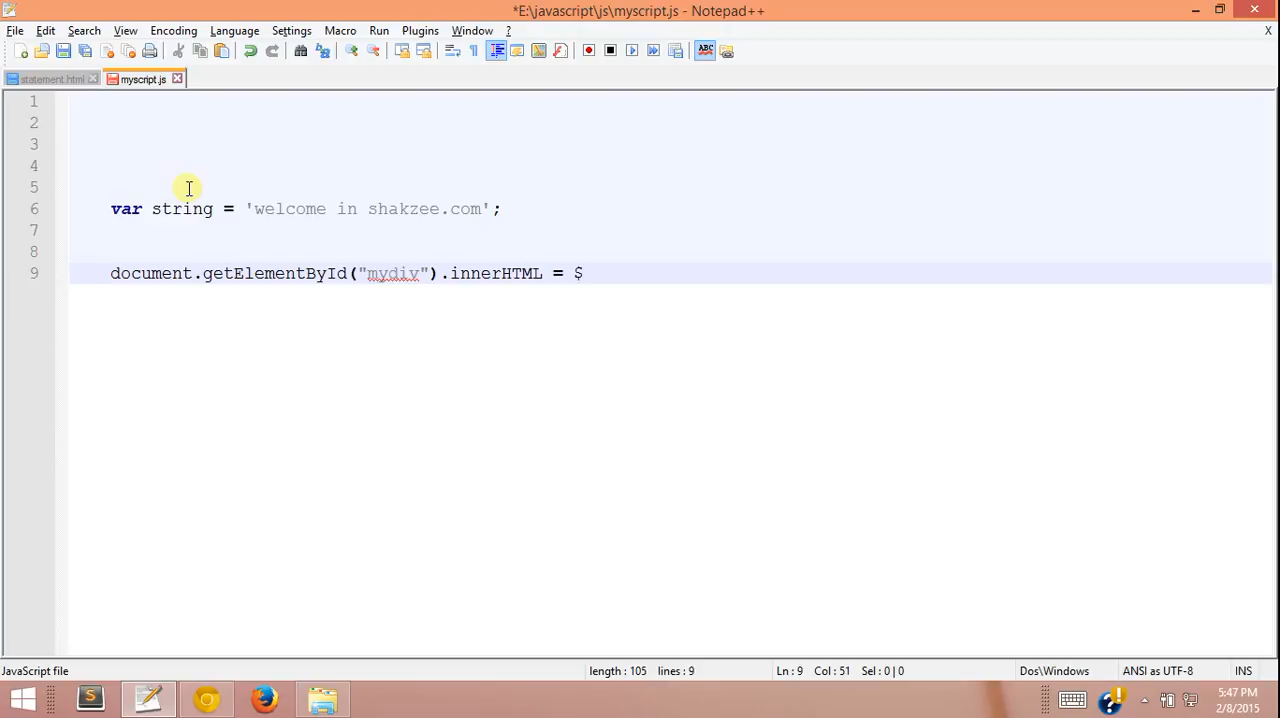 *E:\javascript\js\myscript.js - Notepad++
File Edit Search View Encoding Language Settings Macro Run Plugins Window ? X
statement.html myscript.js
1
2
3
4
5
6 var string = 'welcome in shakzee.com';
7
8
9 document.getElementById("mydiv").innerHTML = $
JavaScript file length : 105 lines : 9 Ln : 9 Col : 51 Sel : 0 | 0 Dos\Windows ANSI as UTF-8 INS
5:47 PM
2/8/2015